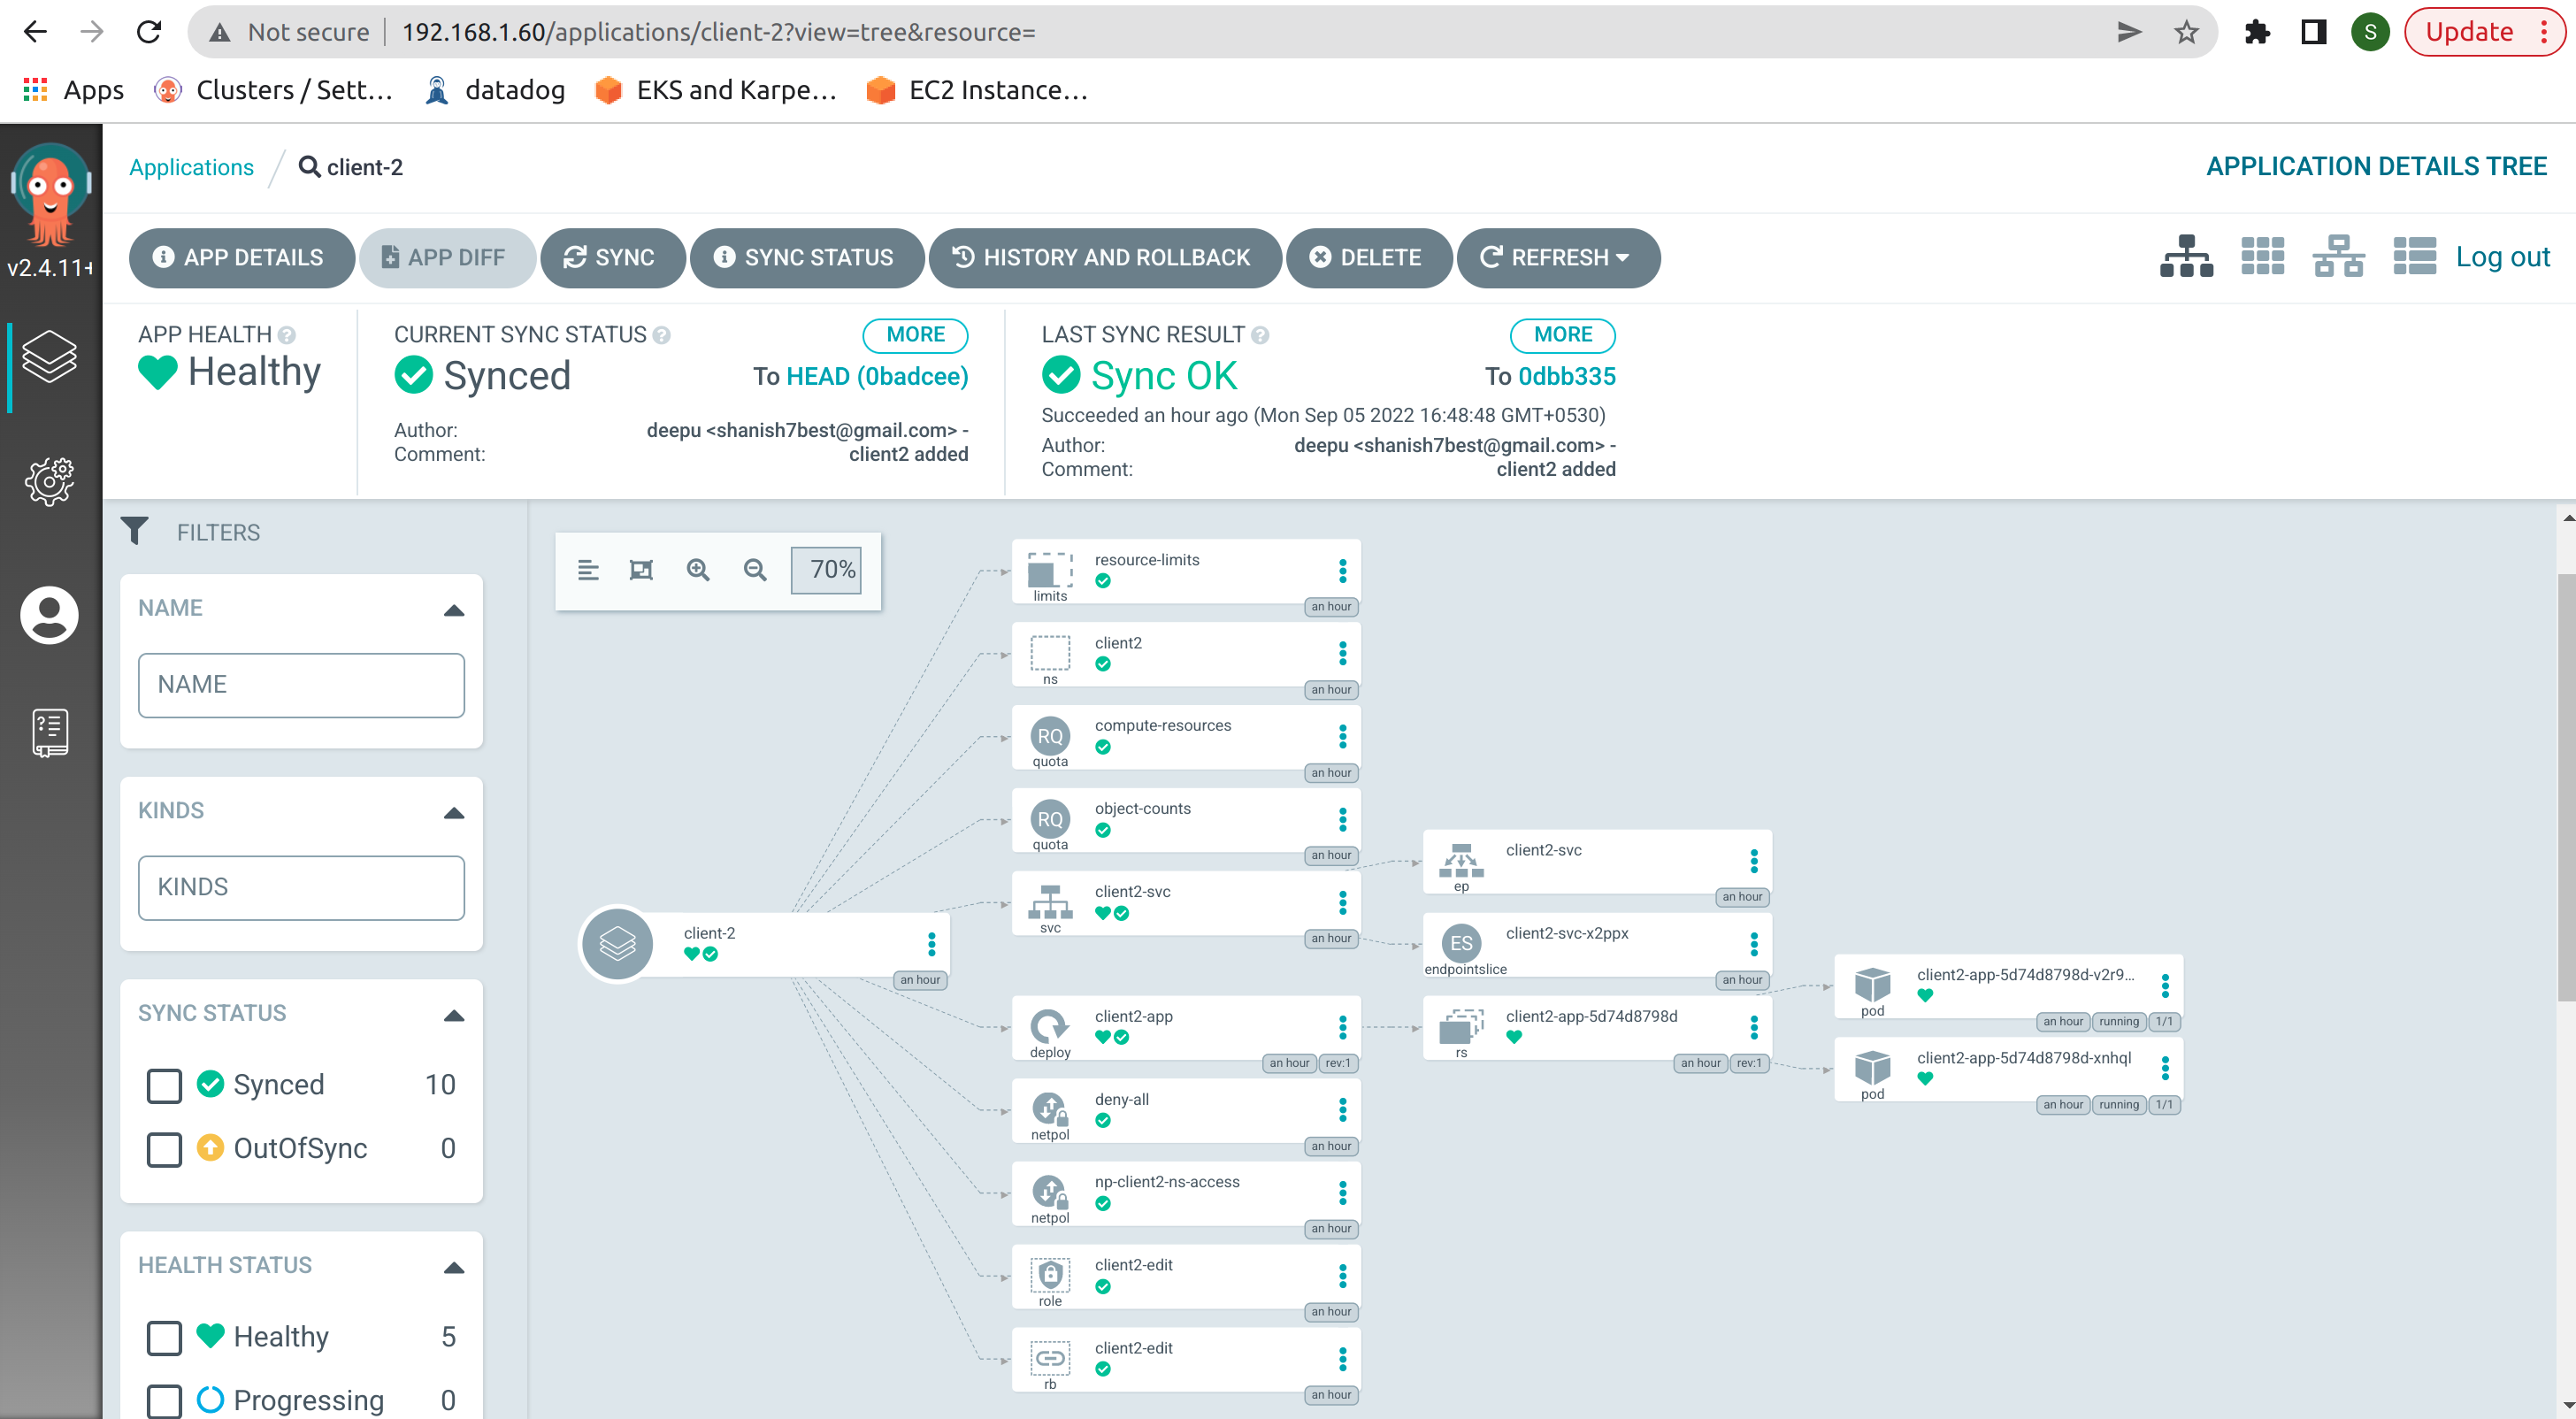 Not secure 192.168.1.60/applications/client-2?view=tree&resource=
S
Update
Apps
Clusters / Sett...
datadog
EKS and Karpe...
EC2 Instance...
v2.4.11+
Applications / client-2
APPLICATION DETAILS TREE
APP DETAILS
APP DIFF
SYNC
SYNC STATUS
HISTORY AND ROLLBACK
DELETE
REFRESH
Log out
APP HEALTH
Healthy
CURRENT SYNC STATUS
MORE
Synced
To HEAD (0badcee)
Author: deepu <shanish7best@gmail.com> -
Comment: client2 added
LAST SYNC RESULT
MORE
Sync OK
To 0dbb335
Succeeded an hour ago (Mon Sep 05 2022 16:48:48 GMT+0530)
Author: deepu <shanish7best@gmail.com> -
Comment: client2 added
FILTERS
NAME
NAME
KINDS
KINDS
SYNC STATUS
Synced 10
OutOfSync 0
HEALTH STATUS
Healthy 5
Progressing 0
70%
client-2
an hour
resource-limits
limits
an hour
client2
ns
an hour
RQ
compute-resources
quota
an hour
RQ
object-counts
quota
an hour
client2-svc
svc
an hour
client2-app
deploy
an hour rev:1
deny-all
netpol
an hour
np-client2-ns-access
netpol
an hour
client2-edit
role
an hour
client2-edit
rb
an hour
client2-svc
ep
an hour
ES
client2-svc-x2ppx
endpointslice
an hour
client2-app-5d74d8798d
rs
an hour rev:1
client2-app-5d74d8798d-v2r9...
pod
an hour running 1/1
client2-app-5d74d8798d-xnhql
pod
an hour running 1/1